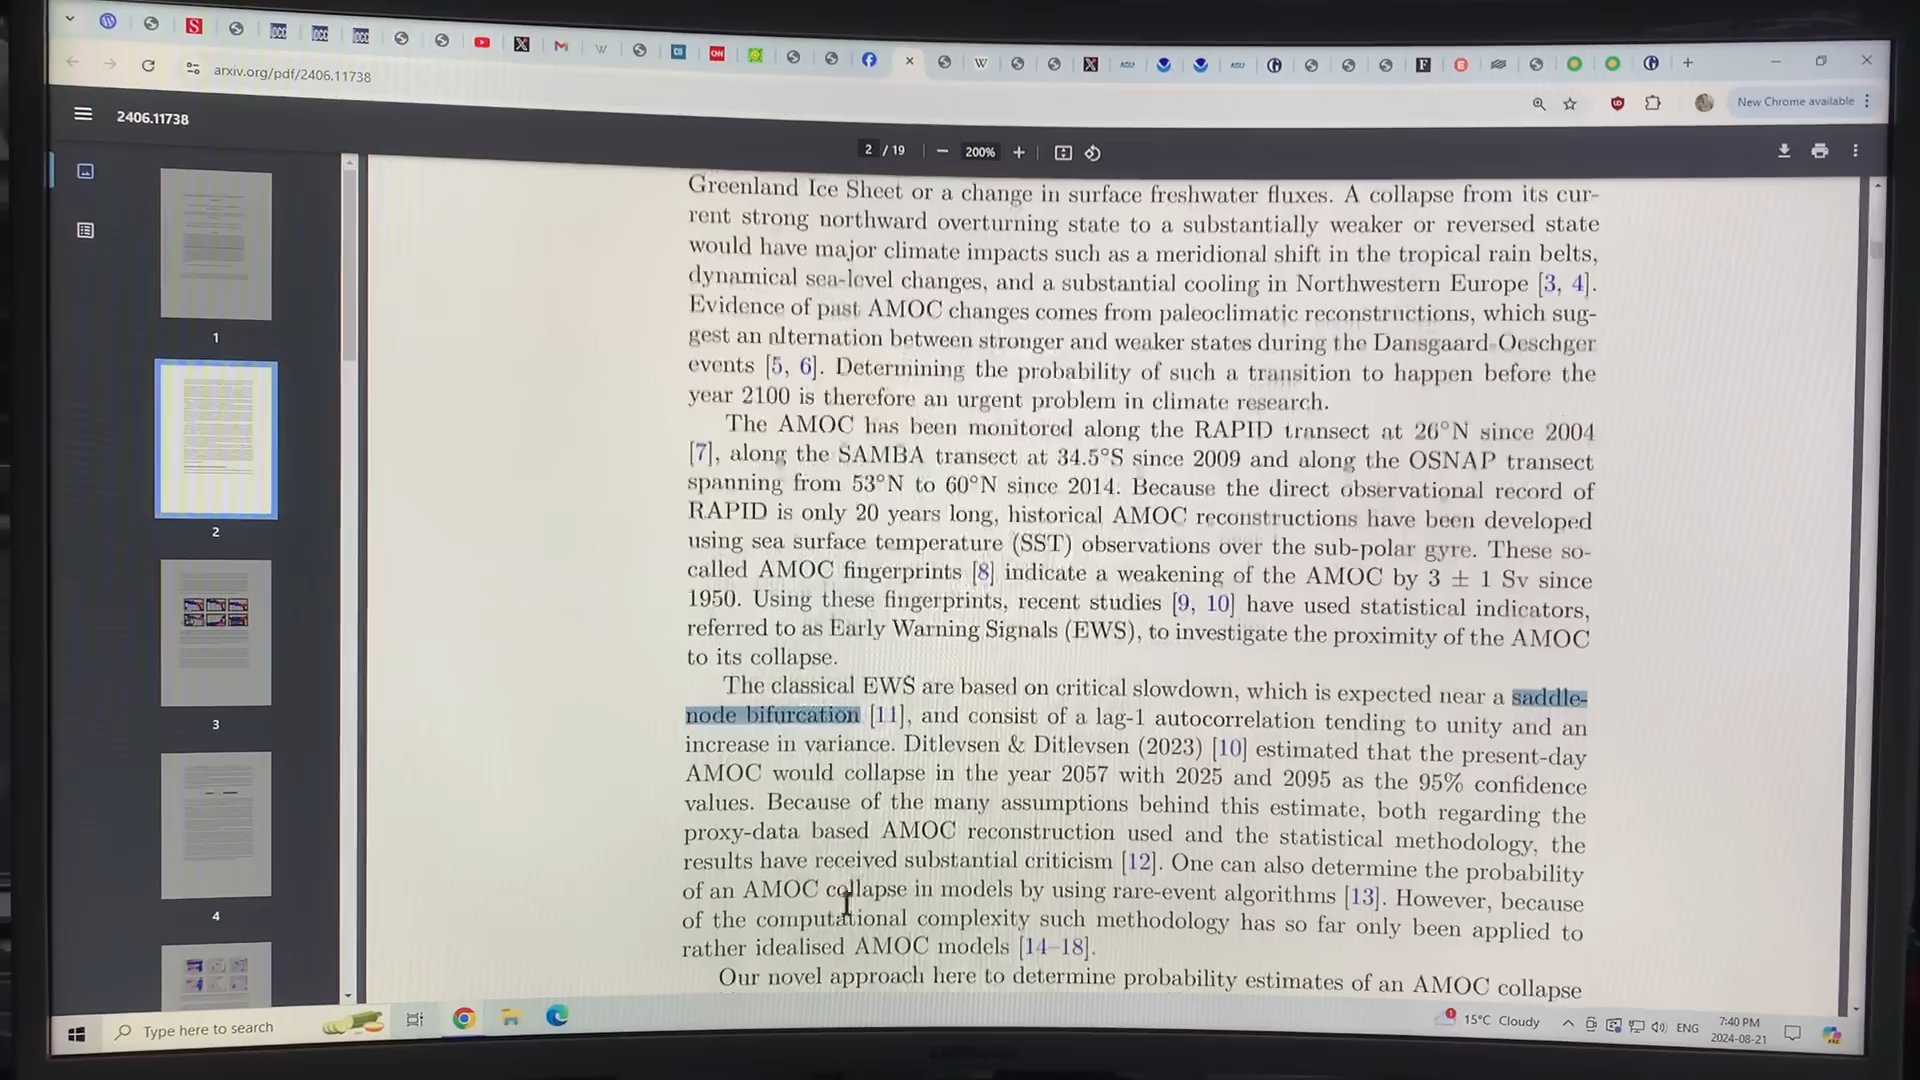 arxiv.org/pdf/2406.11738
New Chrome available
2406.11738
2 / 19
200%
Greenland Ice Sheet or a change in surface freshwater fluxes. A collapse from its cur-
rent strong northward overturning state to a substantially weaker or reversed state
would have major climate impacts such as a meridional shift in the tropical rain belts,
dynamical sea-level changes, and a substantial cooling in Northwestern Europe [3, 4].
Evidence of past AMOC changes comes from paleoclimatic reconstructions, which sug-
gest an alternation between stronger and weaker states during the Dansgaard-Oeschger
events [5, 6]. Determining the probability of such a transition to happen before the
year 2100 is therefore an urgent problem in climate research.
The AMOC has been monitored along the RAPID transect at 26°N since 2004
[7], along the SAMBA transect at 34.5°S since 2009 and along the OSNAP transect
spanning from 53°N to 60°N since 2014. Because the direct observational record of
RAPID is only 20 years long, historical AMOC reconstructions have been developed
using sea surface temperature (SST) observations over the sub-polar gyre. These so-
called AMOC fingerprints [8] indicate a weakening of the AMOC by 3 ± 1 Sv since
1950. Using these fingerprints, recent studies [9, 10] have used statistical indicators,
referred to as Early Warning Signals (EWS), to investigate the proximity of the AMOC
to its collapse.
The classical EWS are based on critical slowdown, which is expected near a saddle-
node bifurcation [11], and consist of a lag-1 autocorrelation tending to unity and an
increase in variance. Ditlevsen & Ditlevsen (2023) [10] estimated that the present-day
AMOC would collapse in the year 2057 with 2025 and 2095 as the 95% confidence
values. Because of the many assumptions behind this estimate, both regarding the
proxy-data based AMOC reconstruction used and the statistical methodology, the
results have received substantial criticism [12]. One can also determine the probability
of an AMOC collapse in models by using rare-event algorithms [13]. However, because
of the computational complexity such methodology has so far only been applied to
rather idealised AMOC models [14–18].
Our novel approach here to determine probability estimates of an AMOC collapse
1
2
3
4
Type here to search
15°C Cloudy
ENG
7:40 PM
2024-08-21